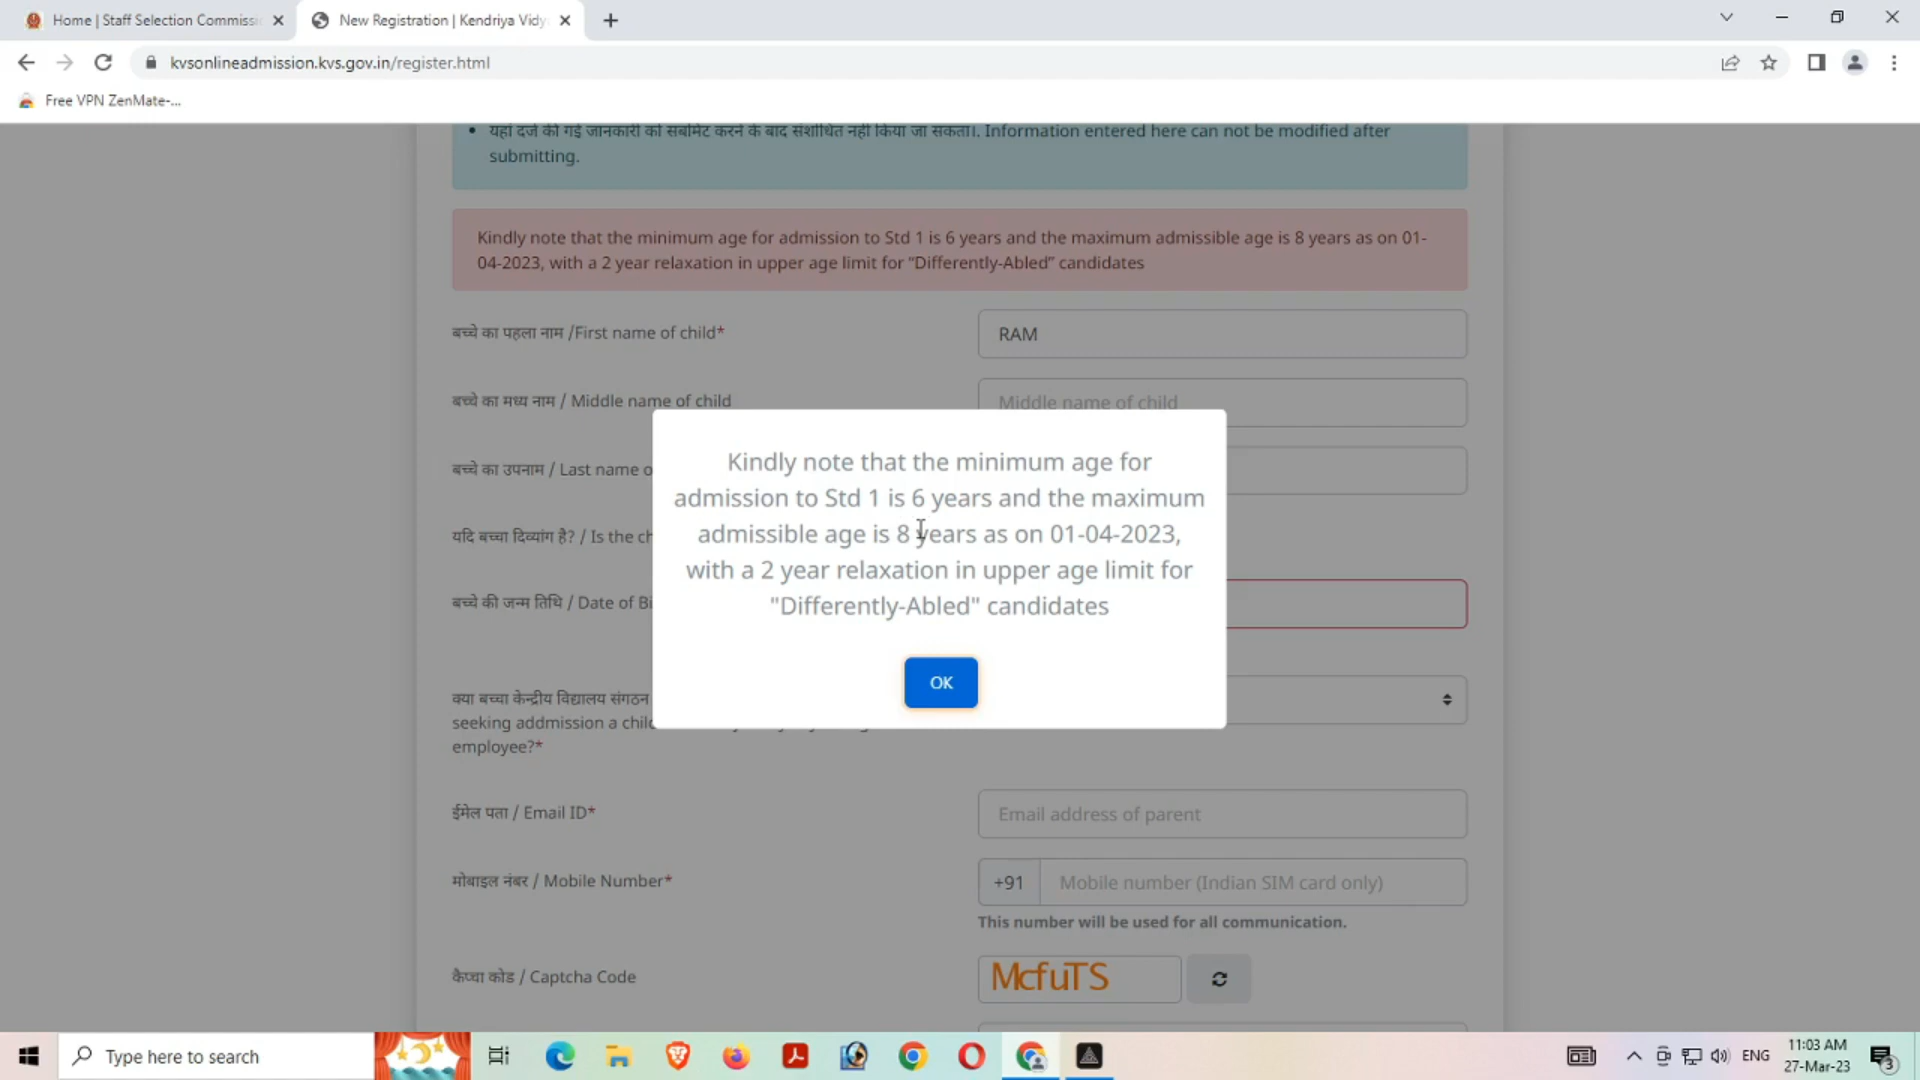 Home | Staff Selection Commissi
New Registration | Kendriya Vidy
kvsonlineadmission.kvs.gov.in/register.html
Free VPN ZenMate-...
यहाँ दर्ज की गई जानकारी को सबमिट करने के बाद संशोधित नहीं किया जा सकता।. Information entered here can not be modified after
submitting.
Kindly note that the minimum age for admission to Std 1 is 6 years and the maximum admissible age is 8 years as on 01-
04-2023, with a 2 year relaxation in upper age limit for “Differently-Abled” candidates
बच्चे का पहला नाम /First name of child*
RAM
बच्चे का मध्य नाम / Middle name of child
Middle name of child
बच्चे का उपनाम / Last name o
यदि बच्चा दिव्यांग है? / Is the ch
बच्चे की जन्म तिथि / Date of Bi
Kindly note that the minimum age for
admission to Std 1 is 6 years and the maximum
admissible age is 8 years as on 01-04-2023,
with a 2 year relaxation in upper age limit for
"Differently-Abled" candidates
OK
क्या बच्चा केन्द्रीय विद्यालय संगठन
seeking addmission a chil
employee?*
ईमेल पता / Email ID*
Email address of parent
मोबाइल नंबर / Mobile Number*
+91
Mobile number (Indian SIM card only)
This number will be used for all communication.
कैप्चा कोड / Captcha Code
McfuTS
Type here to search
ENG
11:03 AM
27-Mar-23
3